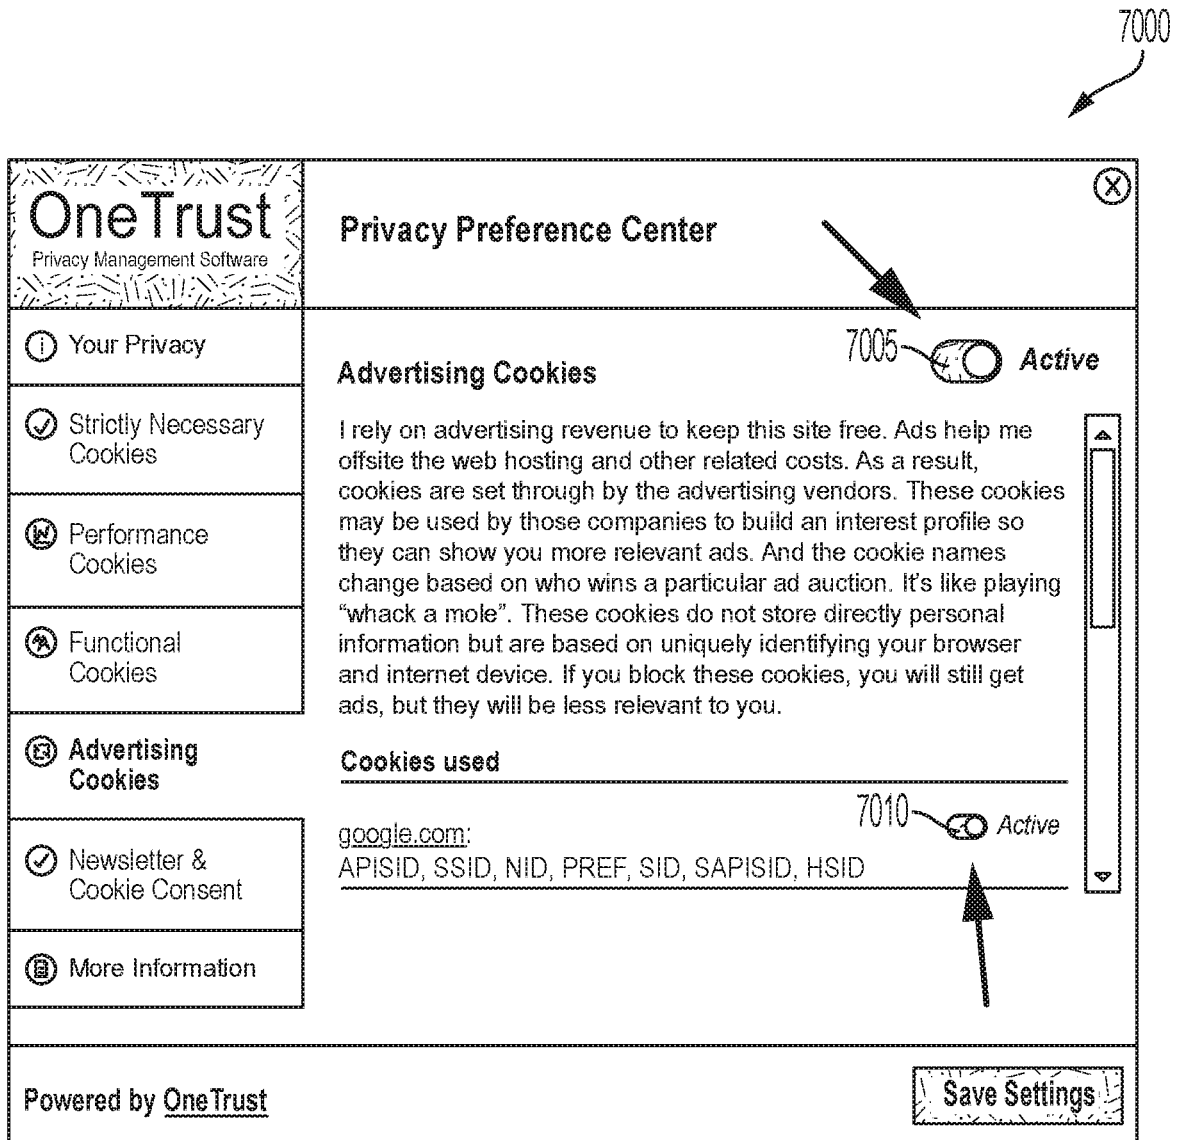 7000
OneTrust
Privacy Management Software
Privacy Preference Center
Your Privacy
Strictly Necessary
Cookies
Performance
Cookies
Functional
Cookies
Advertising
Cookies
Newsletter &
Cookie Consent
More Information
7005
Active
Advertising Cookies
I rely on advertising revenue to keep this site free. Ads help me
offsite the web hosting and other related costs. As a result,
cookies are set through by the advertising vendors. These cookies
may be used by those companies to build an interest profile so
they can show you more relevant ads. And the cookie names
change based on who wins a particular ad auction. It's like playing
“whack a mole”. These cookies do not store directly personal
information but are based on uniquely identifying your browser
and internet device. If you block these cookies, you will still get
ads, but they will be less relevant to you.
Cookies used
7010
Active
google.com:
APISID, SSID, NID, PREF, SID, SAPISID, HSID
Powered by OneTrust
Save Settings